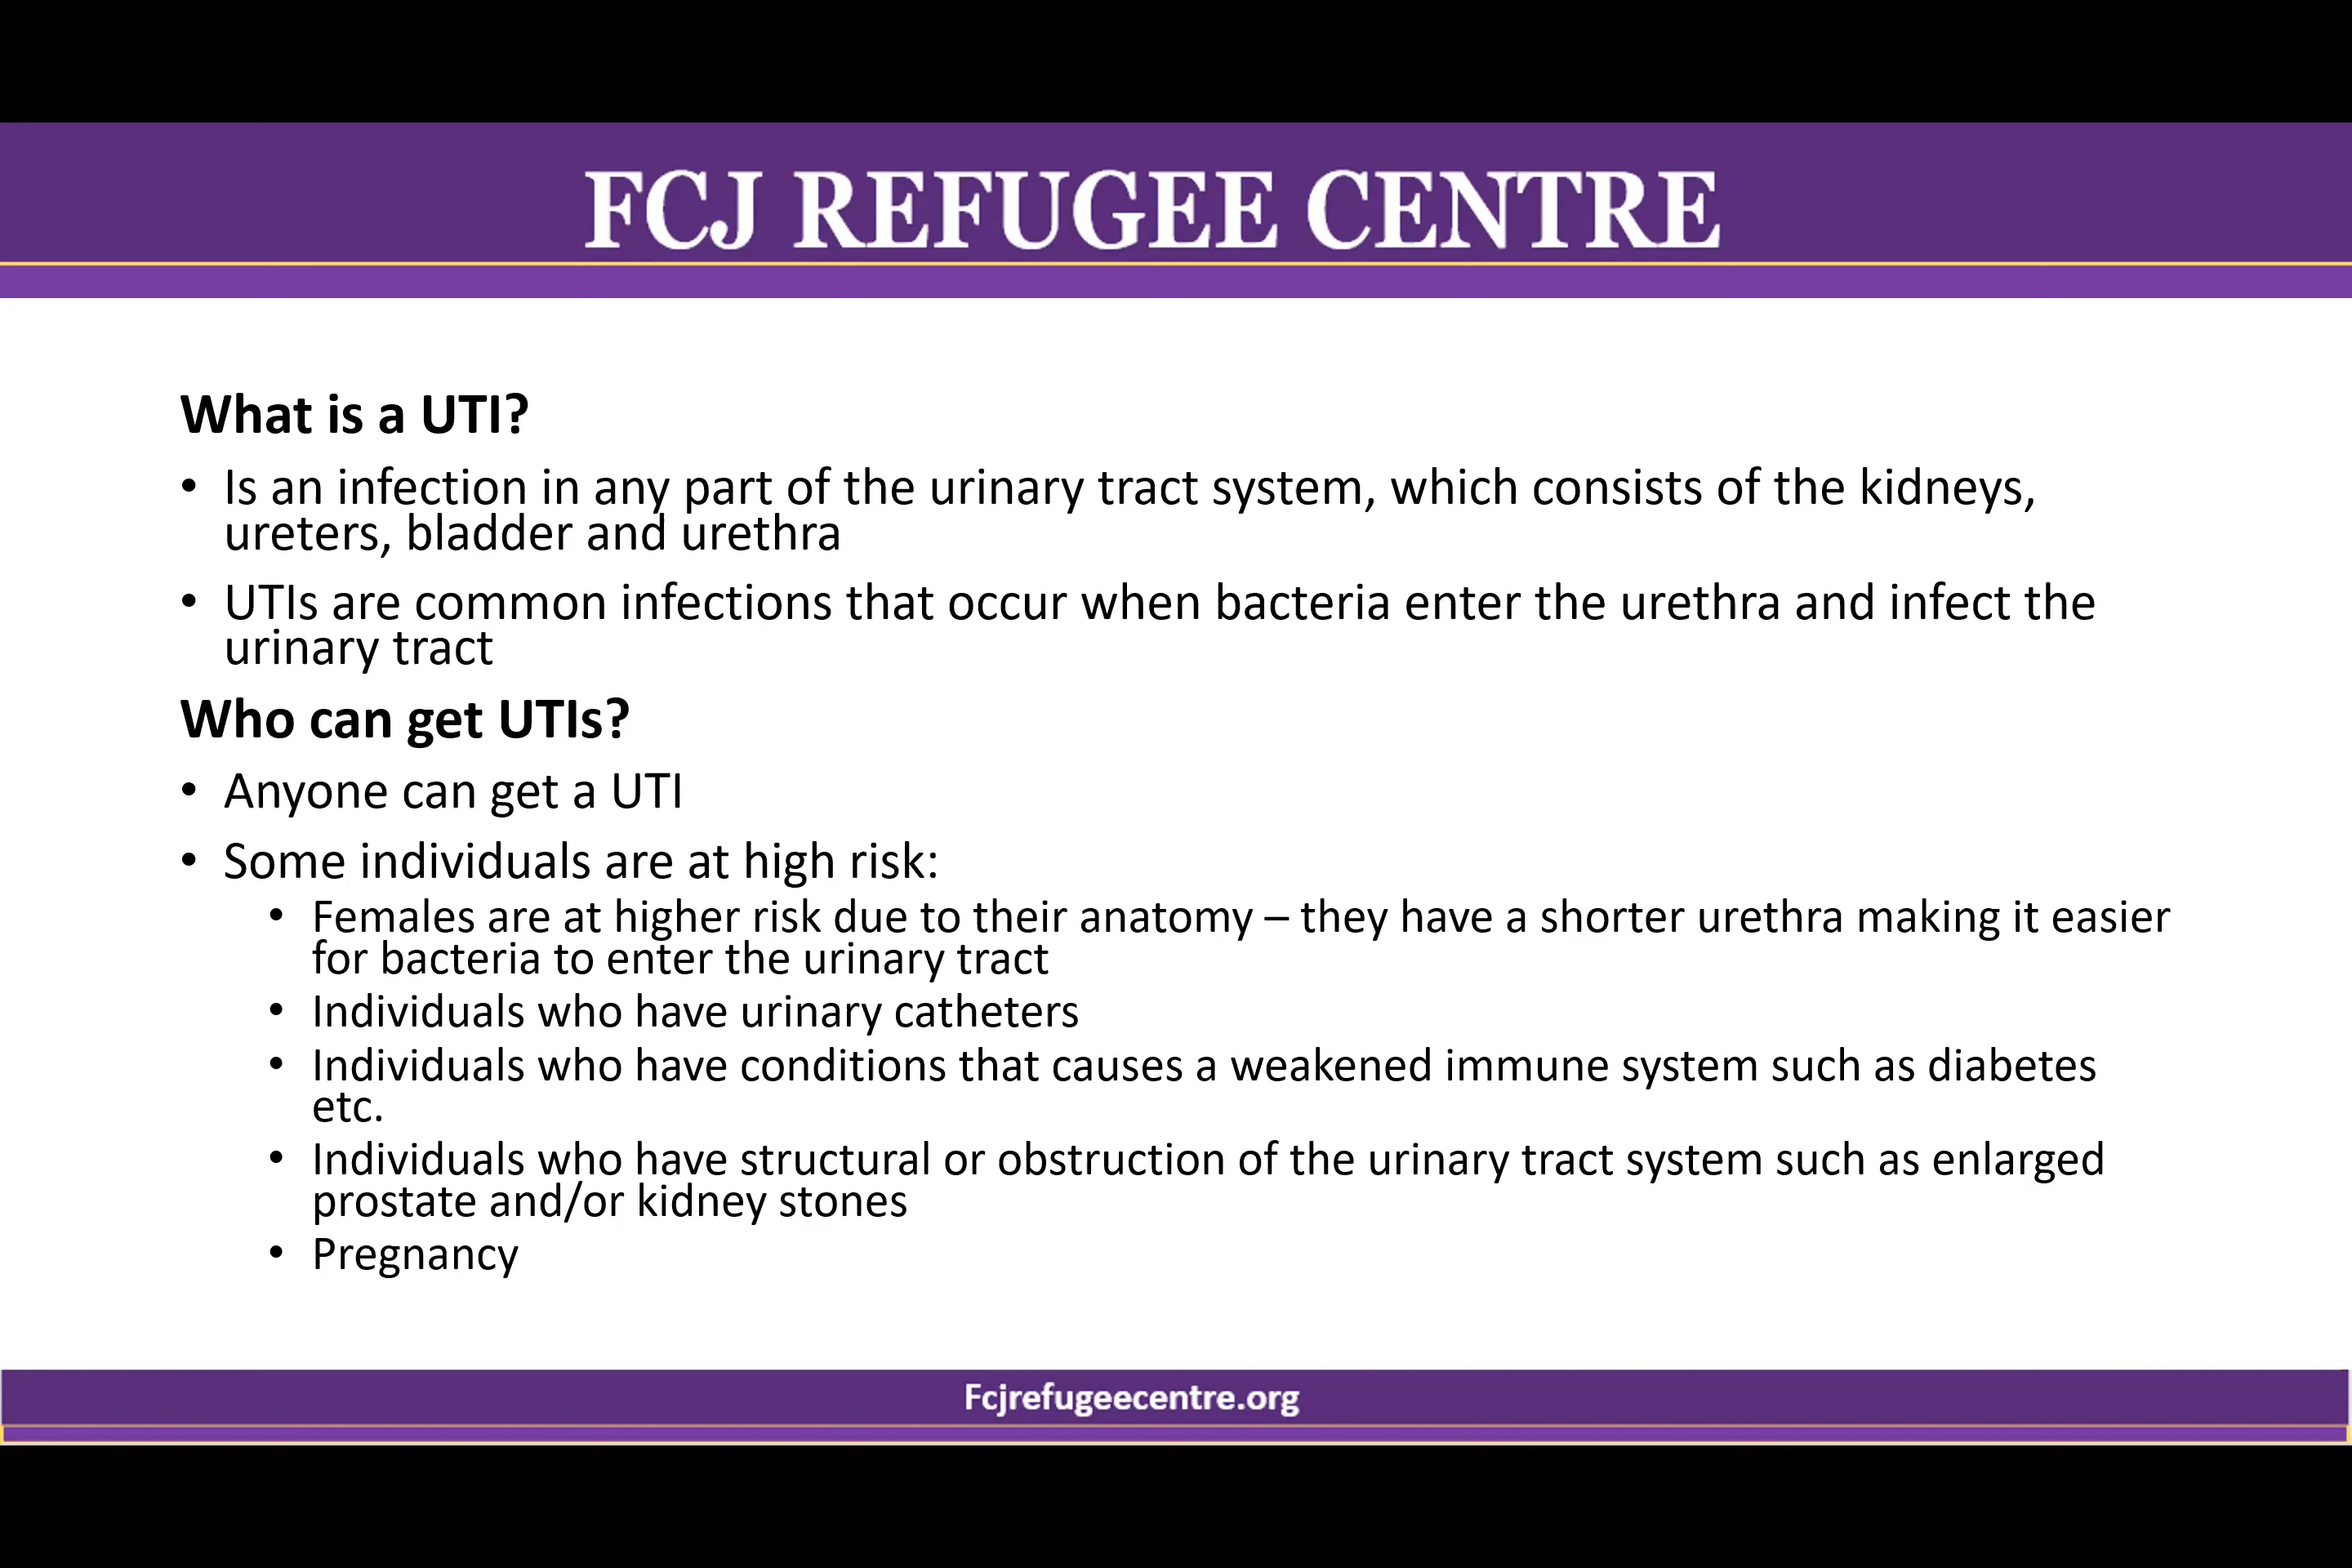 FCJ REFUGEE CENTRE
What is a UTI?
• Is an infection in any part of the urinary tract system, which consists of the kidneys,
ureters, bladder and urethra
• UTIs are common infections that occur when bacteria enter the urethra and infect the
urinary tract
Who can get UTIs?
• Anyone can get a UTI
• Some individuals are at high risk:
• Females are at higher risk due to their anatomy – they have a shorter urethra making it easier
for bacteria to enter the urinary tract
• Individuals who have urinary catheters
• Individuals who have conditions that causes a weakened immune system such as diabetes
etc.
• Individuals who have structural or obstruction of the urinary tract system such as enlarged
prostate and/or kidney stones
• Pregnancy
Fcjrefugeecentre.org